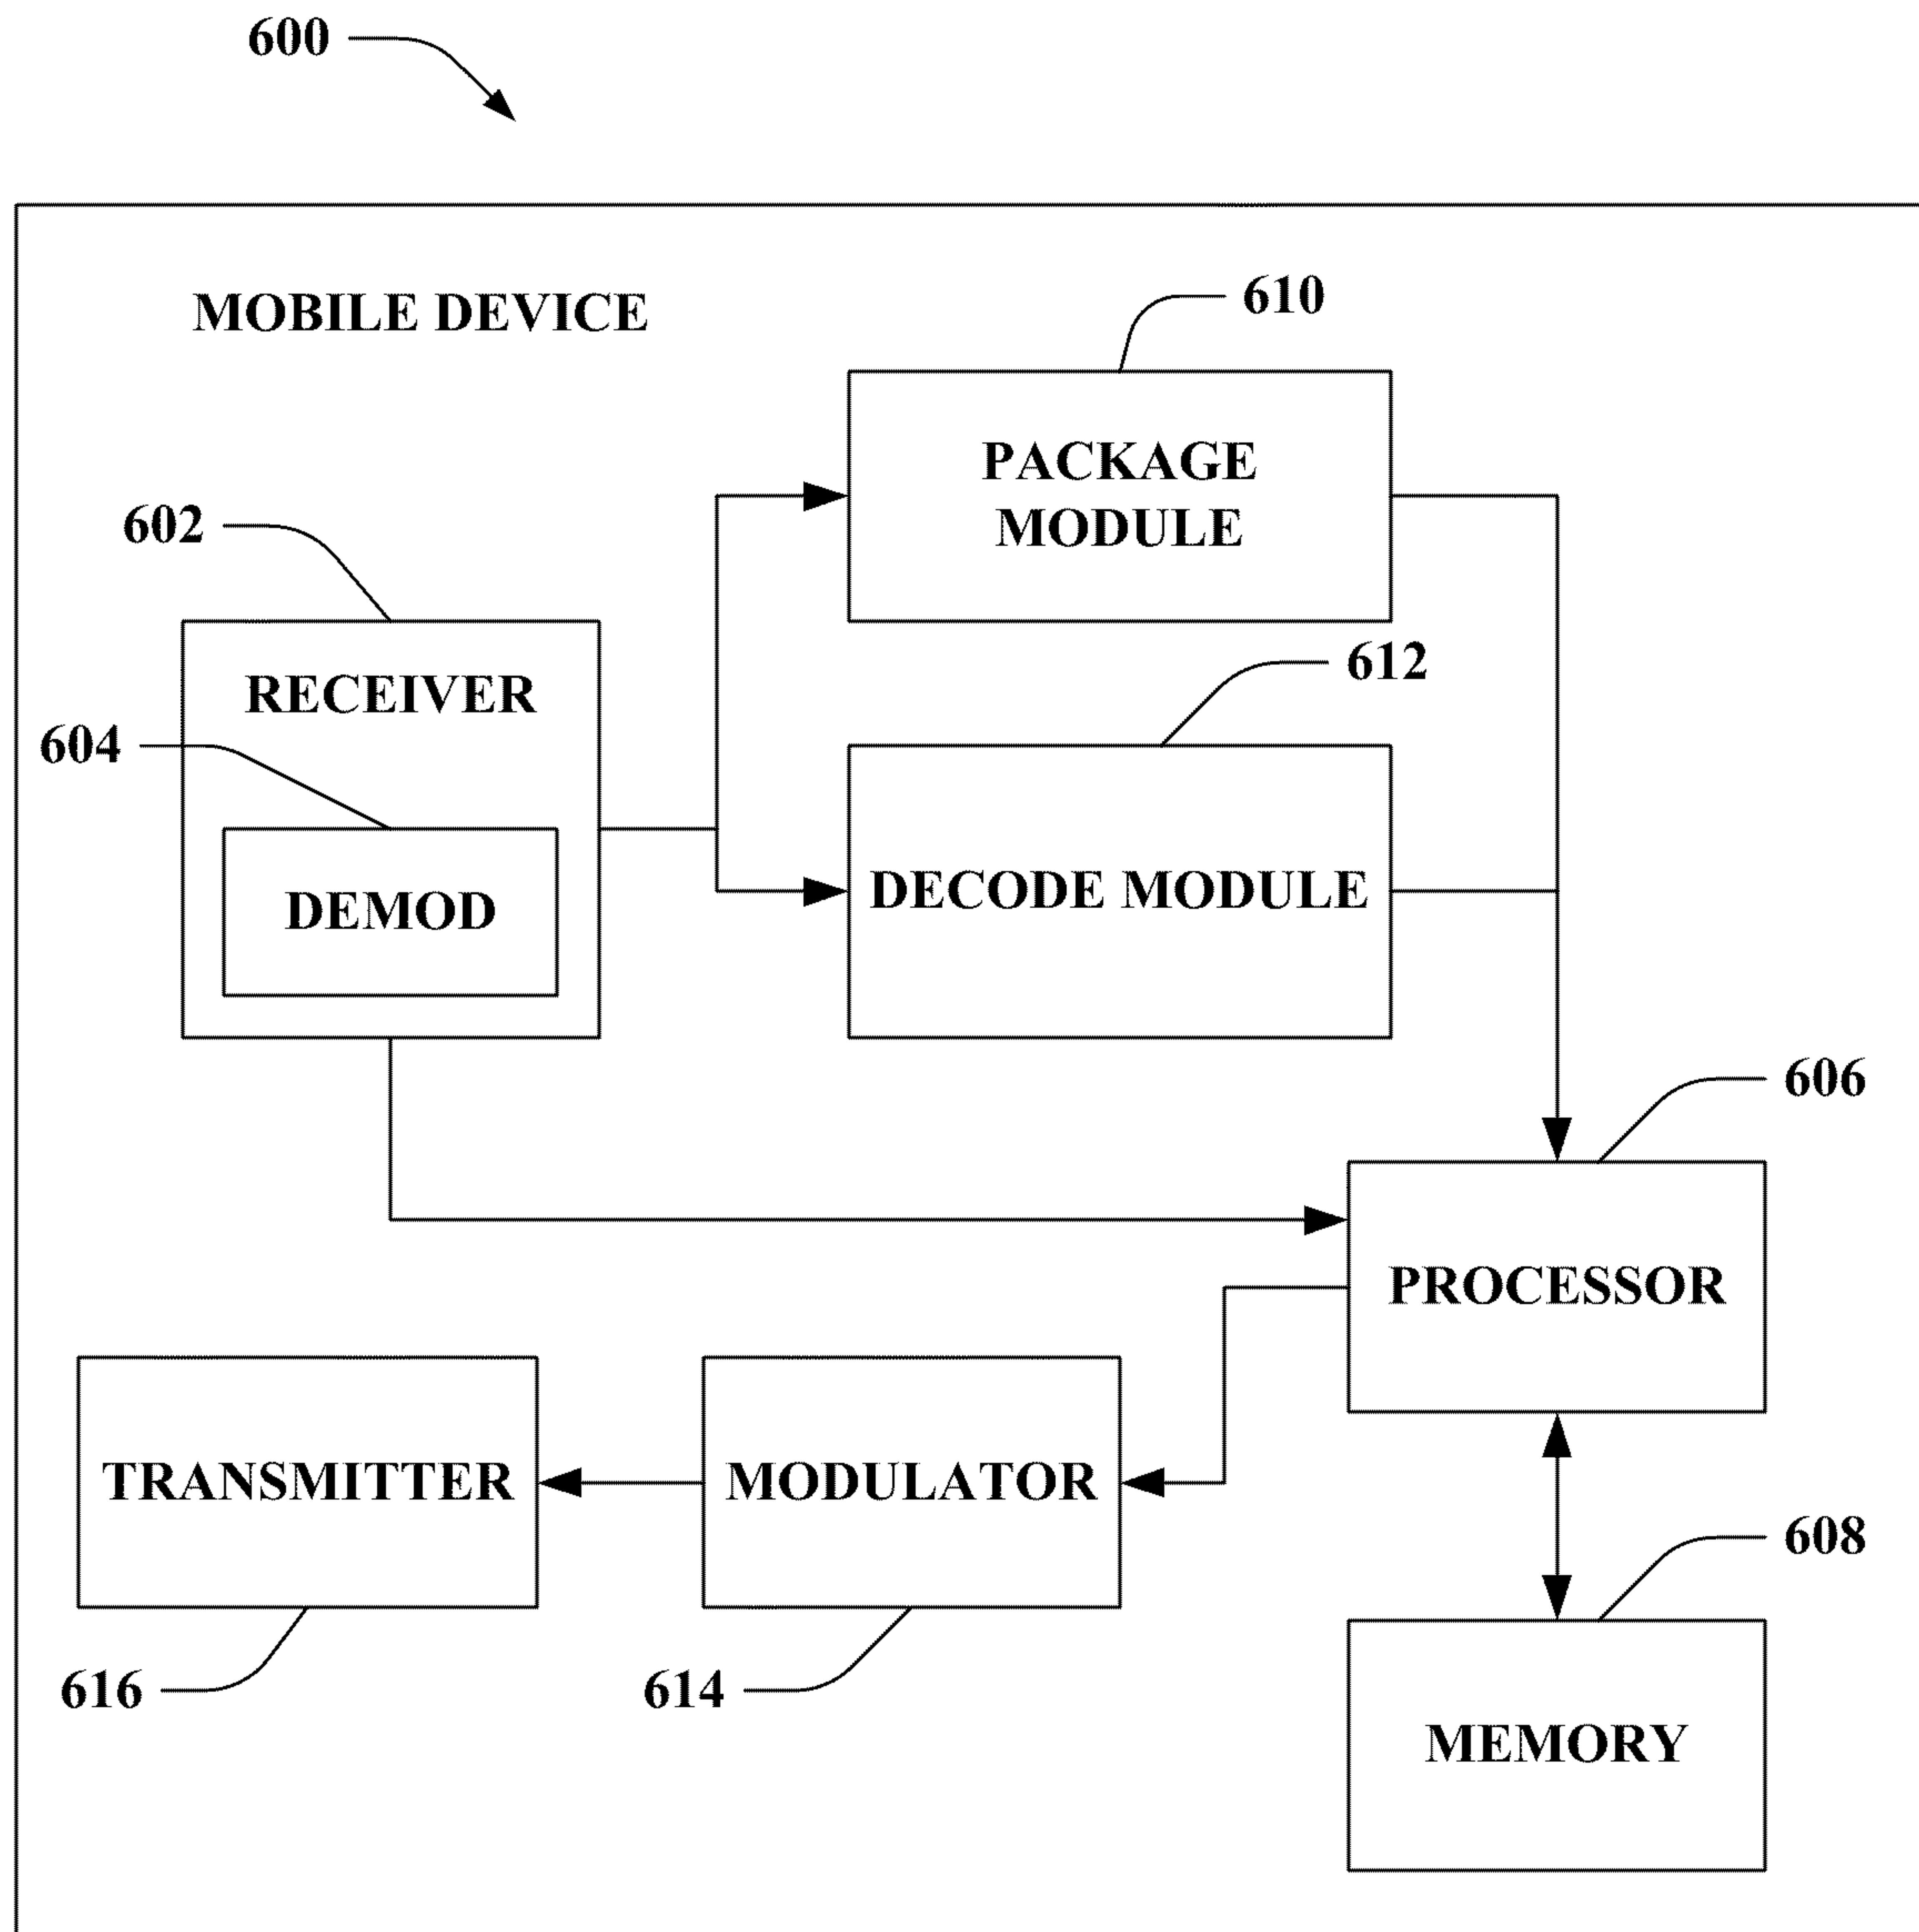 600
MOBILE DEVICE
610
PACKAGE
MODULE
602
RECEIVER
612
604
DEMOD
DECODE MODULE
606
PROCESSOR
TRANSMITTER
MODULATOR
608
616
614
MEMORY